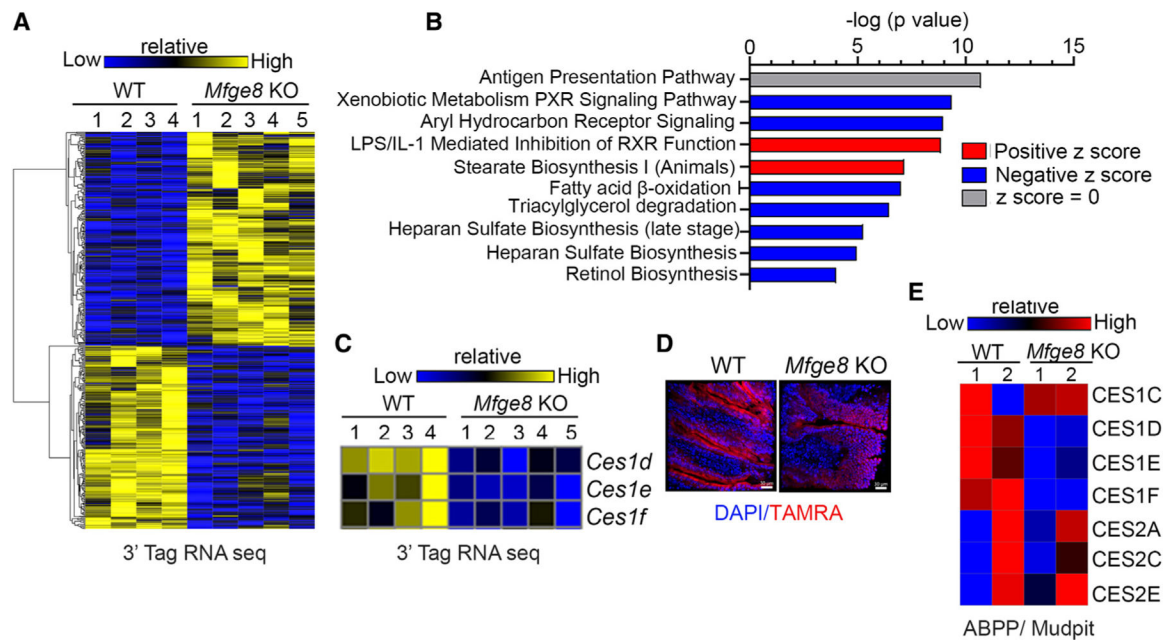 A
relative
Low High
WT Mfge8 KO
1 2 3 4 1 2 3 4 5
3' Tag RNA seq
B
-log (p value)
0 5 10 15
Antigen Presentation Pathway
Xenobiotic Metabolism PXR Signaling Pathway
Aryl Hydrocarbon Receptor Signaling
LPS/IL-1 Mediated Inhibition of RXR Function
Stearate Biosynthesis I (Animals)
Fatty acid β-oxidation I
Triacylglycerol degradation
Heparan Sulfate Biosynthesis (late stage)
Heparan Sulfate Biosynthesis
Retinol Biosynthesis
Positive z score
Negative z score
z score = 0
C
relative
Low High
WT Mfge8 KO
1 2 3 4 1 2 3 4 5
Ces1d
Ces1e
Ces1f
3' Tag RNA seq
D
WT Mfge8 KO
DAPI/TAMRA
E
relative
Low High
WT Mfge8 KO
1 2 1 2
CES1C
CES1D
CES1E
CES1F
CES2A
CES2C
CES2E
ABPP/ Mudpit